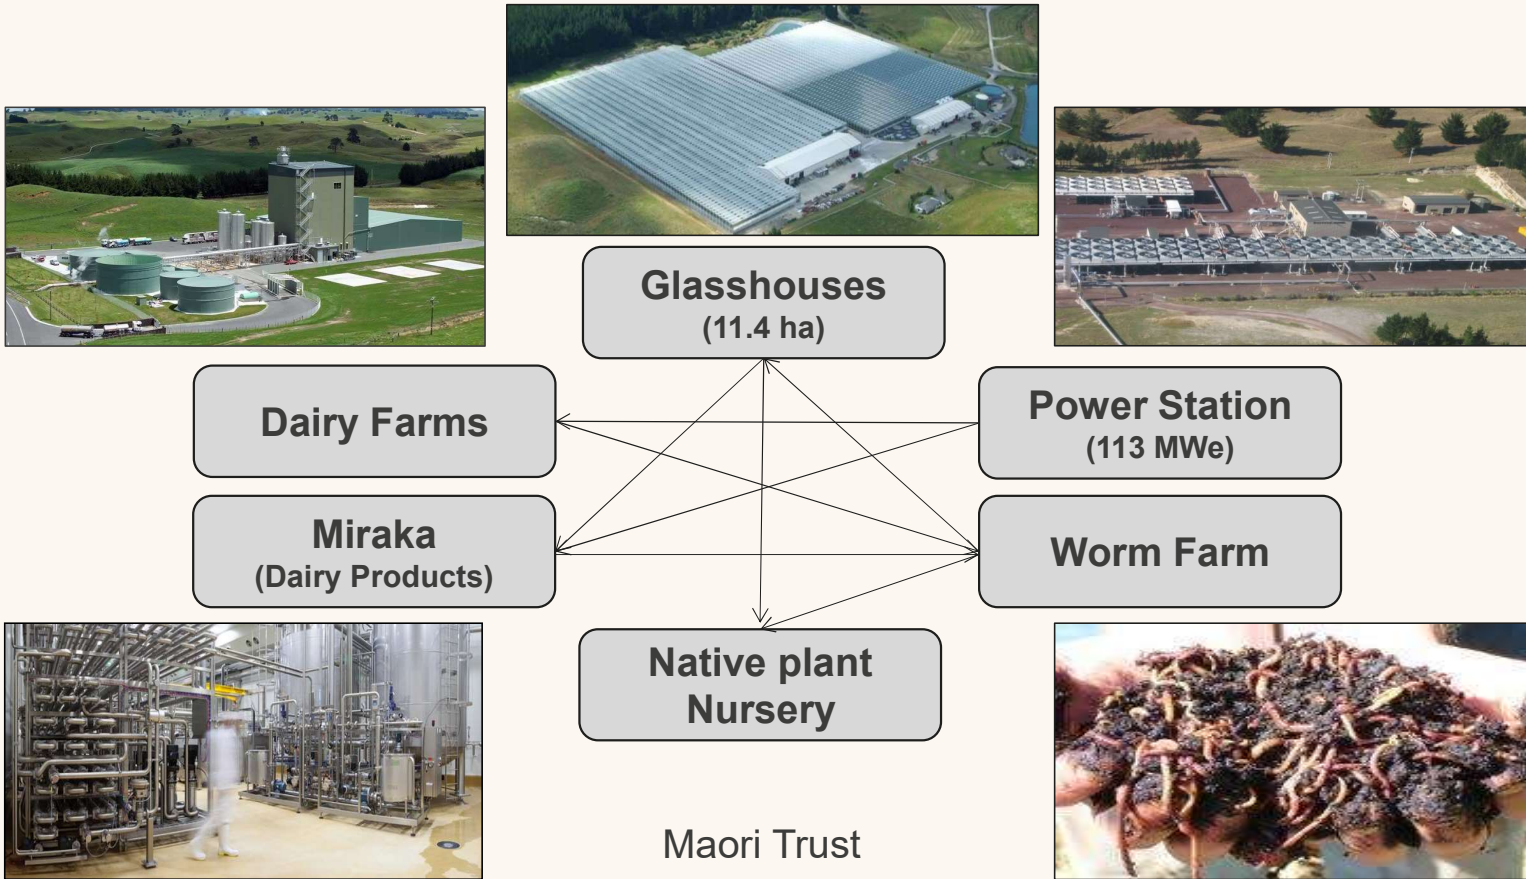 Glasshouses
(11.4 ha)
Dairy Farms
Power Station
(113 MWe)
Miraka
(Dairy Products)
Worm Farm
Native plant
Nursery
Maori Trust